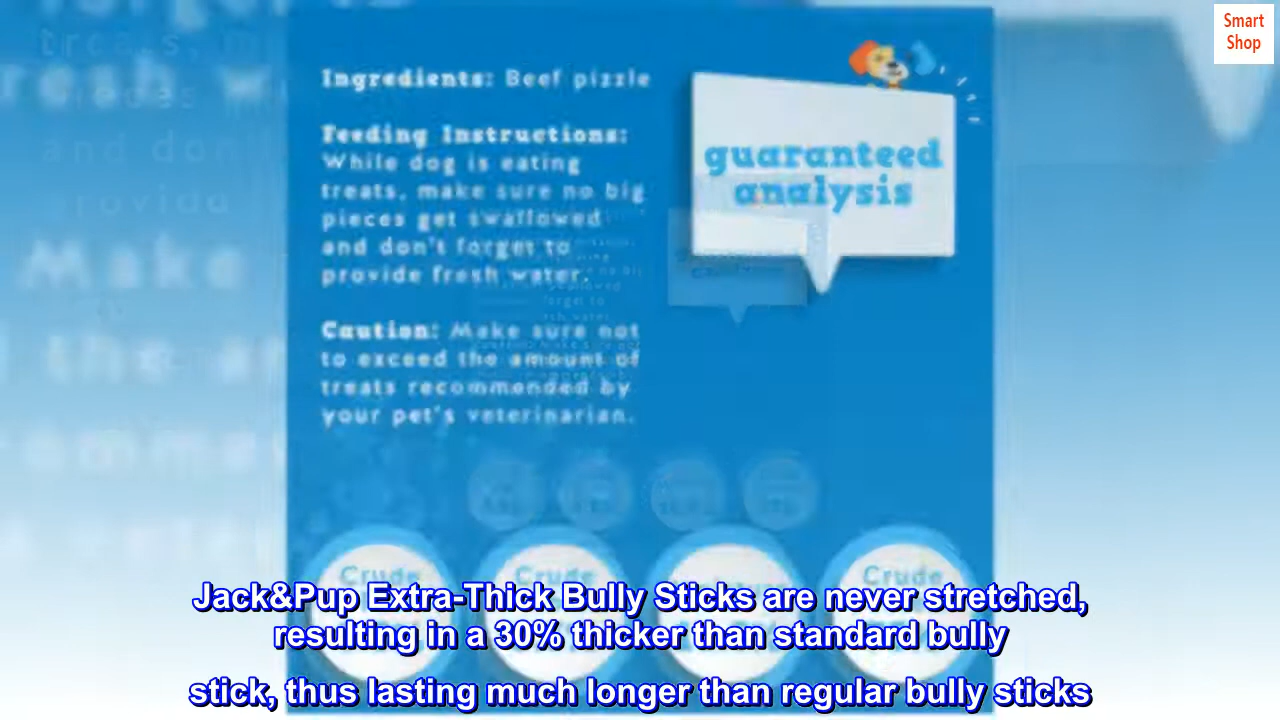 Smart
Shop
Ingredients: Beef pizzle
Feeding Instructions:
While dog is eating
treats, make sure no big
pieces get swallowed
and don't forget to
provide fresh water.
Caution: Make sure not
to exceed the amount of
treats recommended by
your pet's veterinarian.
guaranteed
analysis
Crude
Crude
Crude
Jack&Pup Extra-Thick Bully Sticks are never stretched,
resulting in a 30% thicker than standard bully
stick, thus lasting much longer than regular bully sticks